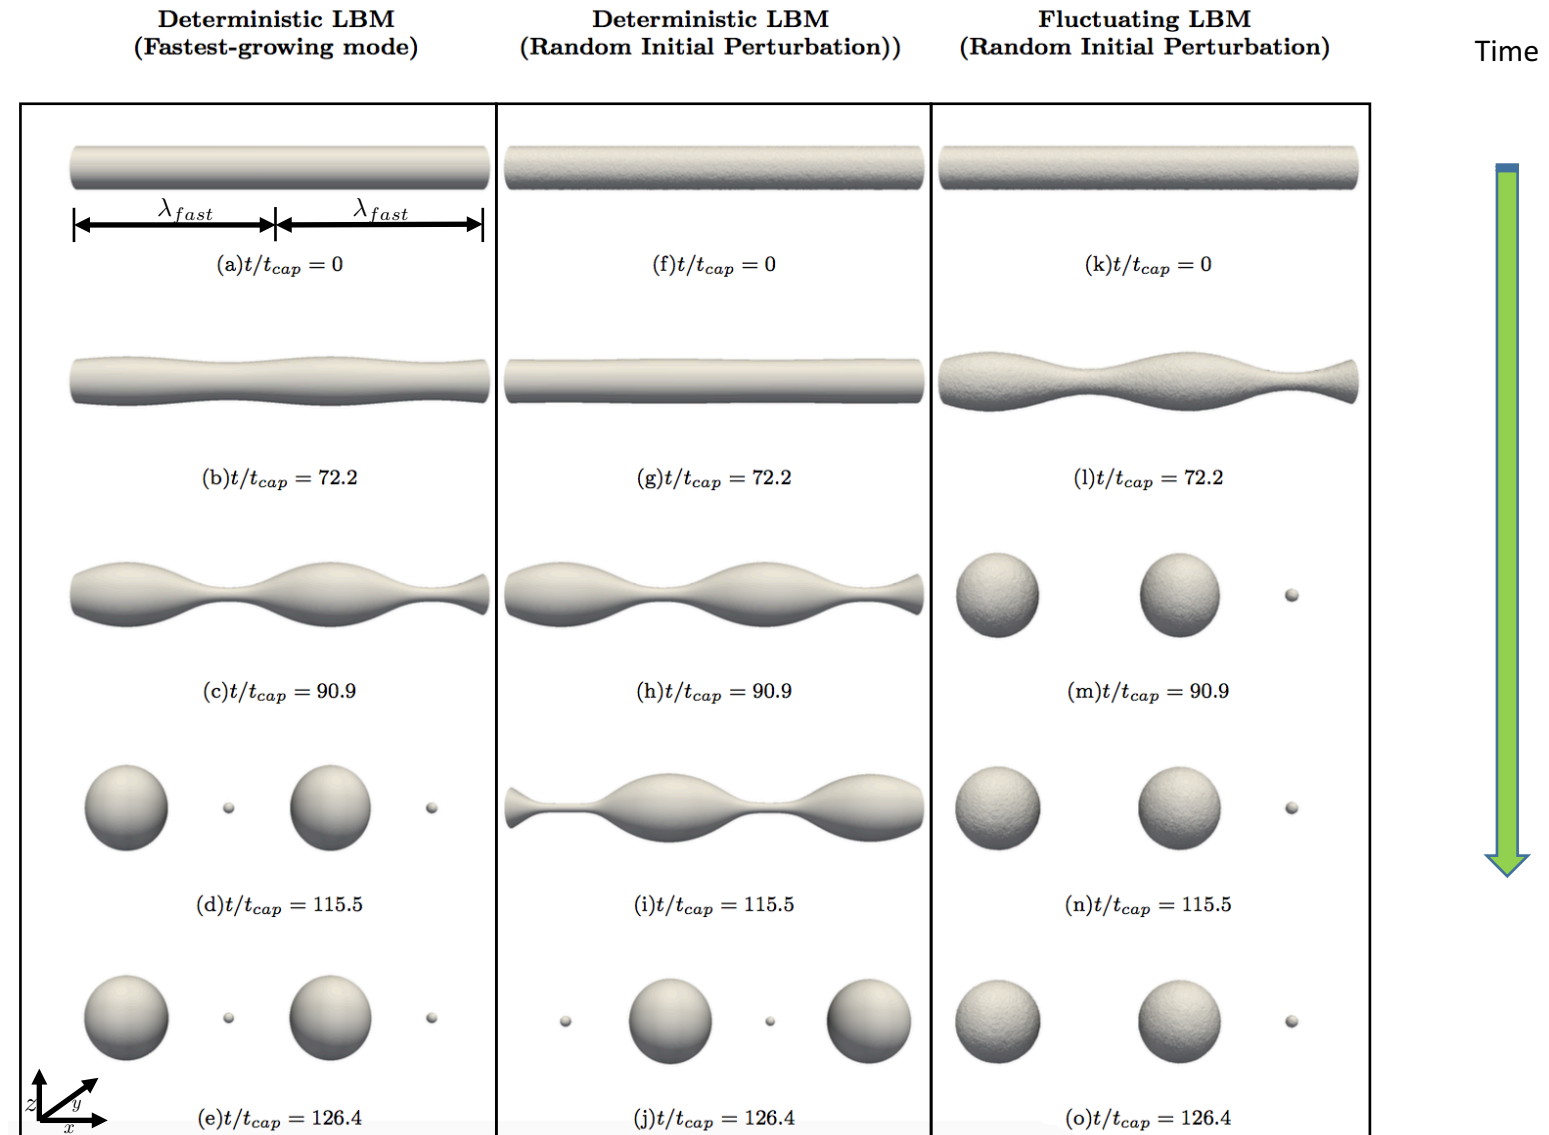 Deterministic LBM
(Fastest-growing mode)
Deterministic LBM
(Random Initial Perturbation))
Fluctuating LBM
(Random Initial Perturbation)
Time
λfast λfast
(a)t/tcap = 0
(f)t/tcap = 0
(k)t/tcap = 0
(b)t/tcap = 72.2
(g)t/tcap = 72.2
(l)t/tcap = 72.2
(c)t/tcap = 90.9
(h)t/tcap = 90.9
(m)t/tcap = 90.9
(d)t/tcap = 115.5
(i)t/tcap = 115.5
(n)t/tcap = 115.5
z y
x
(e)t/tcap = 126.4
(j)t/tcap = 126.4
(o)t/tcap = 126.4